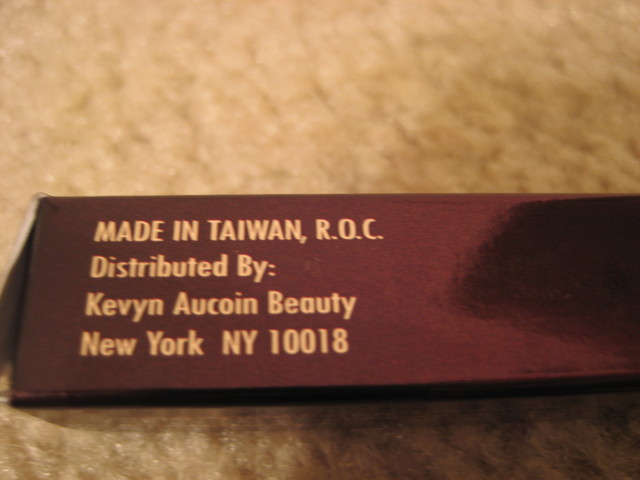 MADE IN TAIWAN, R.O.C.
Distributed By:
Kevyn Aucoin Beauty
New York NY 10018